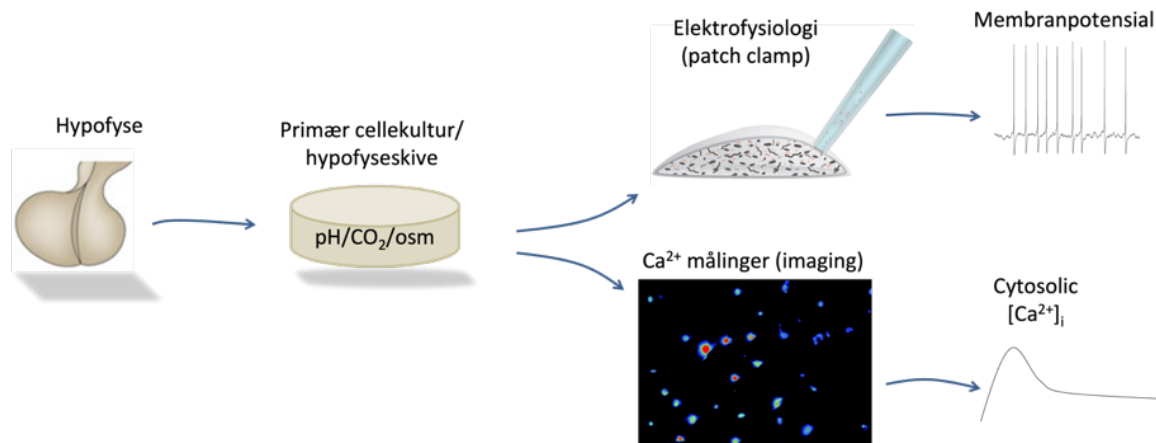 Hypofyse
Primær cellekultur/
hypofyseskive
pH/CO₂/osm
Elektrofysiologi
(patch clamp)
Membranpotensial
Ca²⁺ målinger (imaging)
Cytosolic
[Ca²⁺]ᵢ